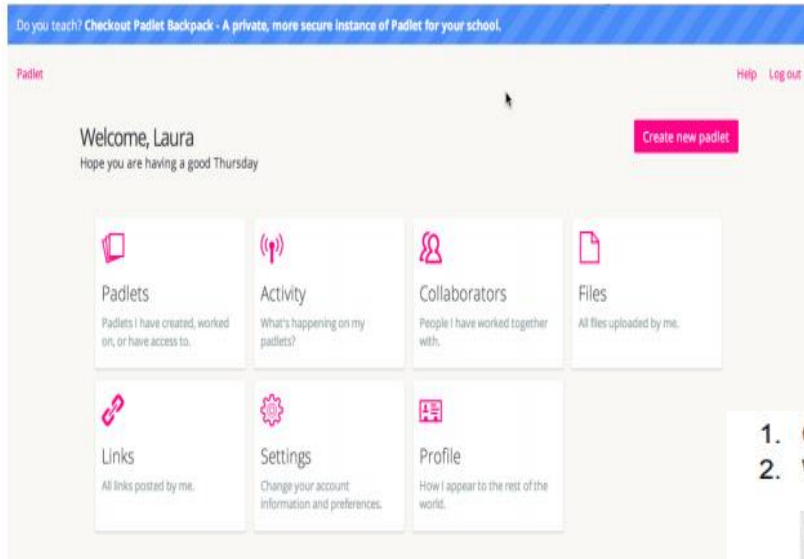 Do you teach? Checkout Padlet Backpack - A private, more secure instance of Padlet for your school.
Padlet
Help Log out
Welcome, Laura
Hope you are having a good Thursday
Create new padlet
Padlets
Padlets I have created, worked
on, or have access to.
Activity
What's happening on my
padlets?
Collaborators
People I have worked together
with.
Files
All files uploaded by me.
Links
All links posted by me.
Settings
Change your account
information and preferences.
Profile
How I appear to the rest of the
world.
1.
2.